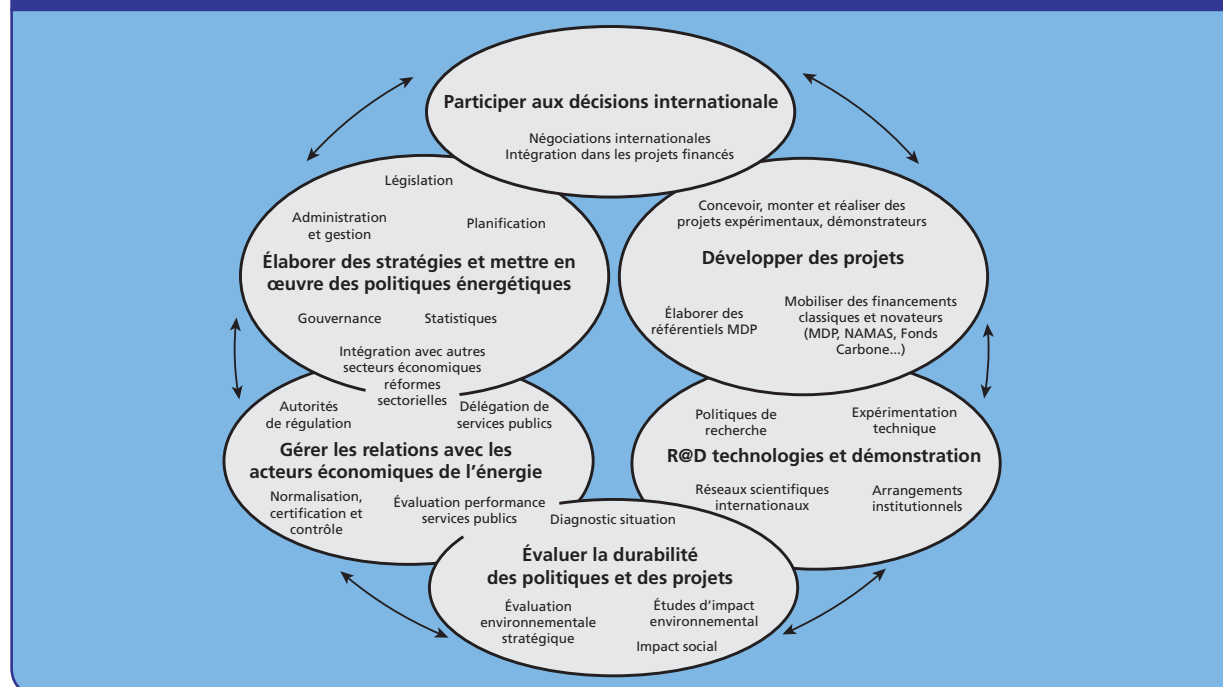 Participer aux décisions internationale
Négociations internationales
Intégration dans les projets financés
Législation
Administration
et gestion
Planification
Élaborer des stratégies et mettre en
œuvre des politiques énergétiques
Gouvernance
Statistiques
Intégration avec autres
secteurs économiques
réformes
sectorielles
Concevoir, monter et réaliser des
projets expérimentaux, démonstrateurs
Développer des projets
Élaborer des
référentiels MDP
Mobiliser des financements
classiques et novateurs
(MDP, NAMAS, Fonds
Carbone...)
Autorités
de régulation
Délégation de
services publics
Gérer les relations avec les
acteurs économiques de l’énergie
Normalisation,
certification et
contrôle
Évaluation performance
services publics
Politiques de
recherche
Expérimentation
technique
R@D technologies et démonstration
Réseaux scientifiques
internationaux
Arrangements
institutionnels
Diagnostic situation
Évaluer la durabilité
des politiques et des projets
Évaluation
environnementale
stratégique
Études d’impact
environnemental
Impact social